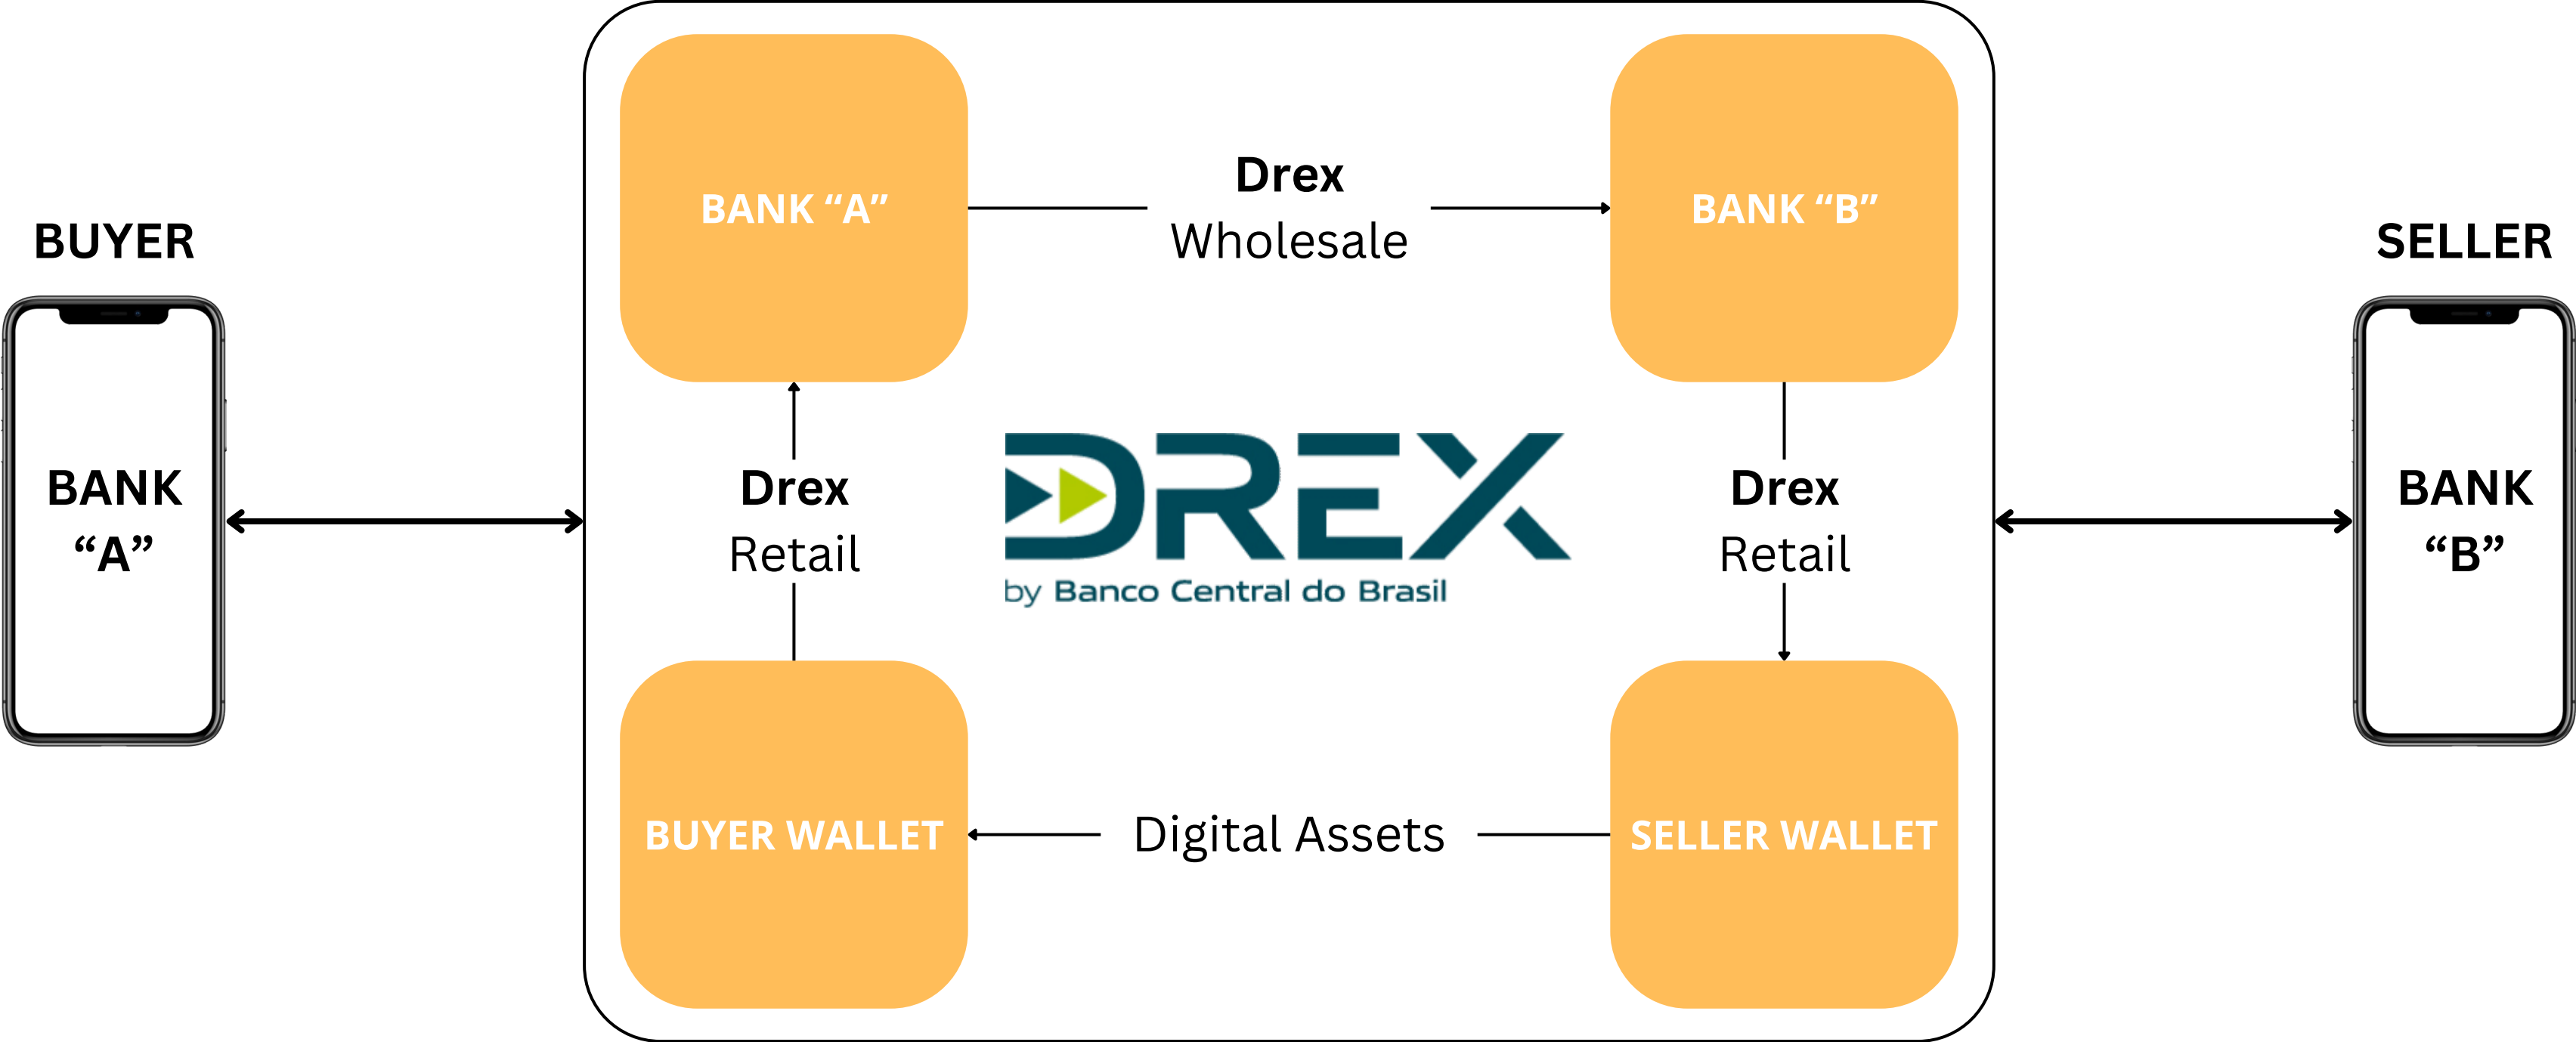 BUYER
BANK
“A”
BANK “A”
Drex
Wholesale
BANK “B”
Drex
Retail
DREX
by Banco Central do Brasil
Drex
Retail
BUYER WALLET
Digital Assets
SELLER WALLET
SELLER
BANK
“B”